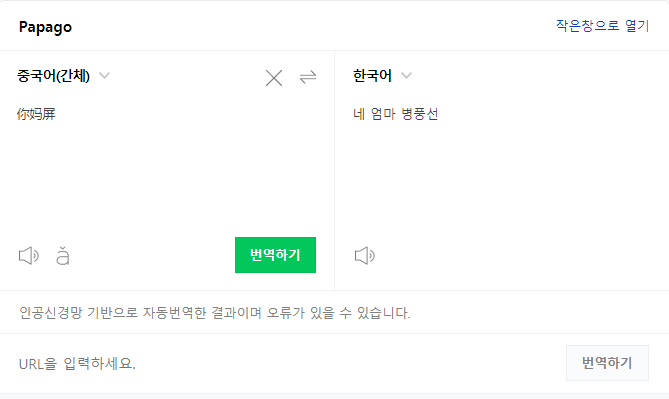 Papago 작은창으로 열기
중국어(간체) 한국어
你妈屏 네 엄마 병풍선
ǎ 번역하기
인공신경망 기반으로 자동번역한 결과이며 오류가 있을 수 있습니다.
URL을 입력하세요. 번역하기